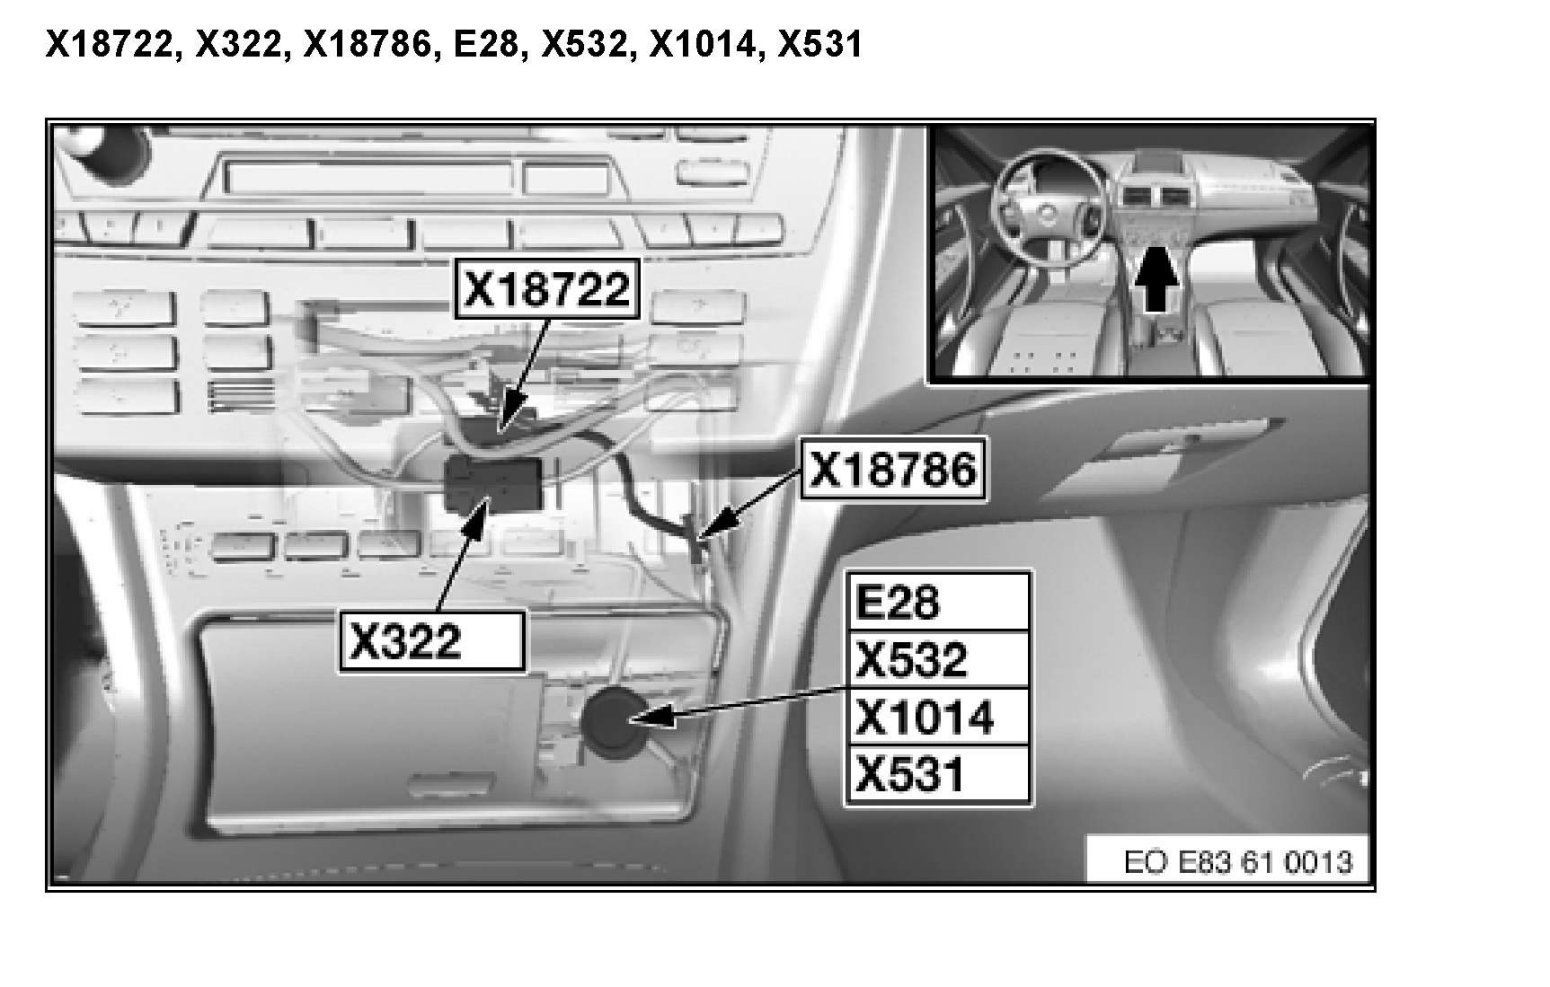 X18722, X322, X18786, E28, X532, X1014, X531
X18722
X18786
E28
X322
X532
X1014
X531
EO E83 61 0013